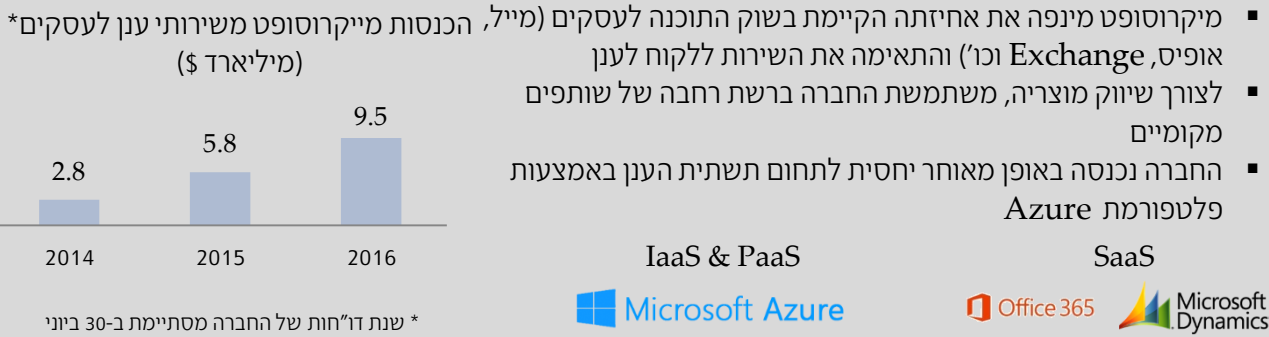 ▪ מיקרוסופט מינפה את אחיזתה הקיימת בשוק התוכנה לעסקים (מייל,
אופיס, Exchange וכו') והתאימה את השירות ללקוח לענן
▪ לצורך שיווק מוצריה, משתמשת החברה ברשת רחבה של שותפים
מקומיים
▪ החברה נכנסה באופן מאוחר יחסית לתחום תשתית הענן באמצעות
פלטפורמת Azure
SaaS
Microsoft
Dynamics
Office 365
IaaS & PaaS
Microsoft Azure
הכנסות מייקרוסופט משירותי ענן לעסקים*
(מיליארד $)
2.8
5.8
9.5
2014
2015
2016
* שנת דו"חות של החברה מסתיימת ב-30 ביוני